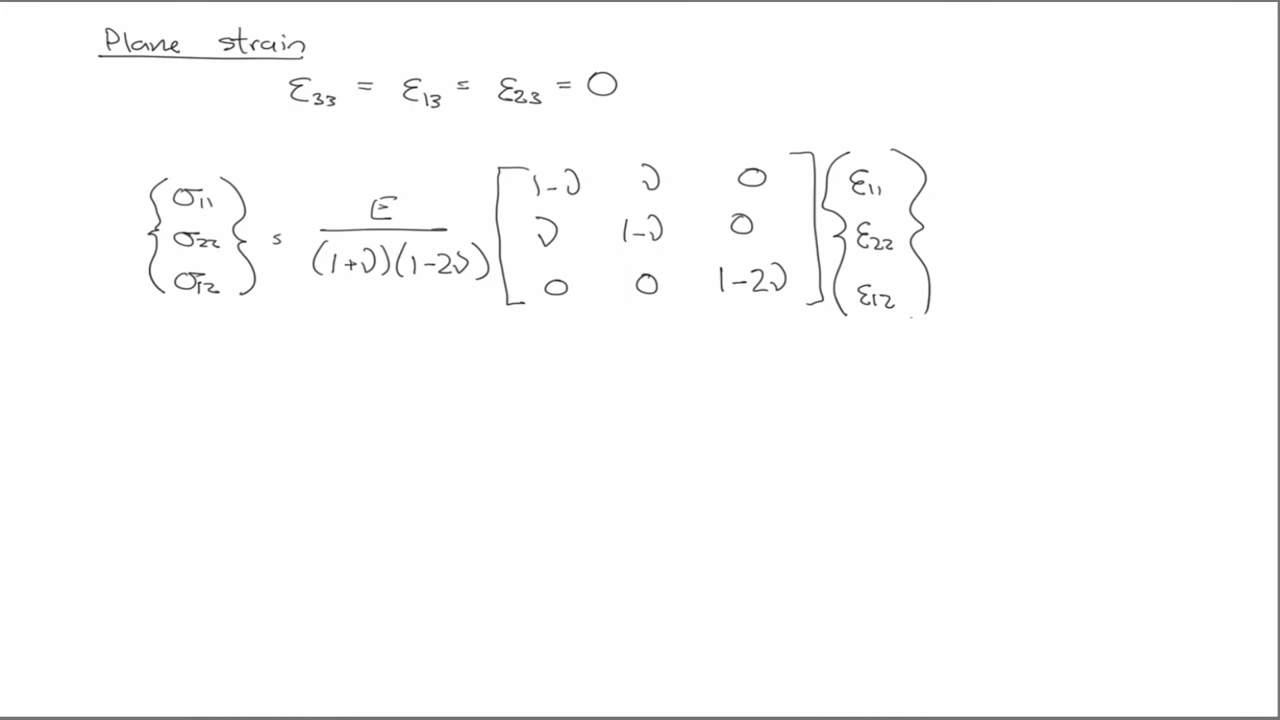 Plane strain
ε₃₃ = ε₁₃ = ε₂₃ = 0
{σ₁₁ σ₂₂ σ₁₂} = E / (1+ν)(1-2ν) [1-ν ν 0; ν 1-ν 0; 0 0 1-2ν] {ε₁₁ ε₂₂ ε₁₂}